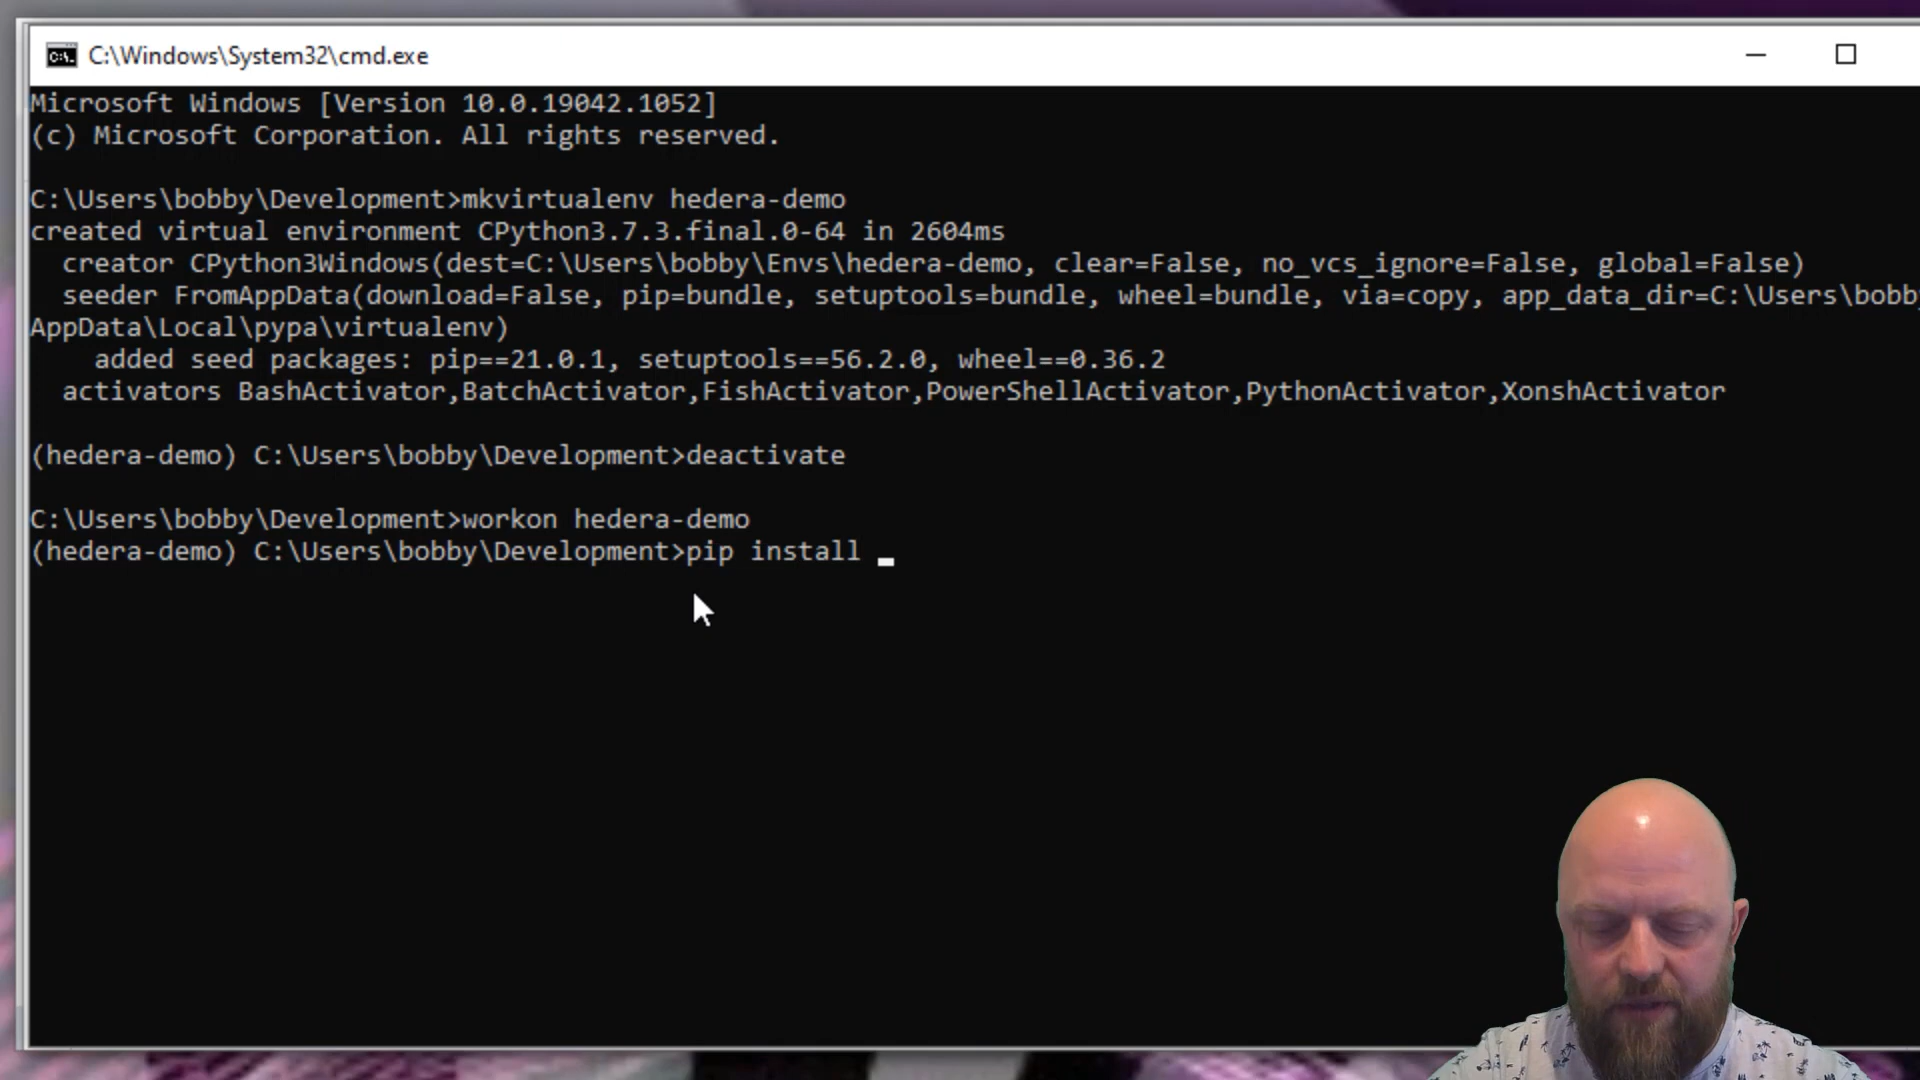 C:\Windows\System32\cmd.exe
Microsoft Windows [Version 10.0.19042.1052]
(c) Microsoft Corporation. All rights reserved.
C:\Users\bobby\Development>mkvirtualenv hedera-demo
created virtual environment CPython3.7.3.final.0-64 in 2604ms
  creator CPython3Windows(dest=C:\Users\bobby\Envs\hedera-demo, clear=False, no_vcs_ignore=False, global=False)
  seeder FromAppData(download=False, pip=bundle, setuptools=bundle, wheel=bundle, via=copy, app_data_dir=C:\Users\bobby
AppData\Local\pypa\virtualenv)
    added seed packages: pip==21.0.1, setuptools==56.2.0, wheel==0.36.2
  activators BashActivator,BatchActivator,FishActivator,PowerShellActivator,PythonActivator,XonshActivator
(hedera-demo) C:\Users\bobby\Development>deactivate
C:\Users\bobby\Development>workon hedera-demo
(hedera-demo) C:\Users\bobby\Development>pip install _